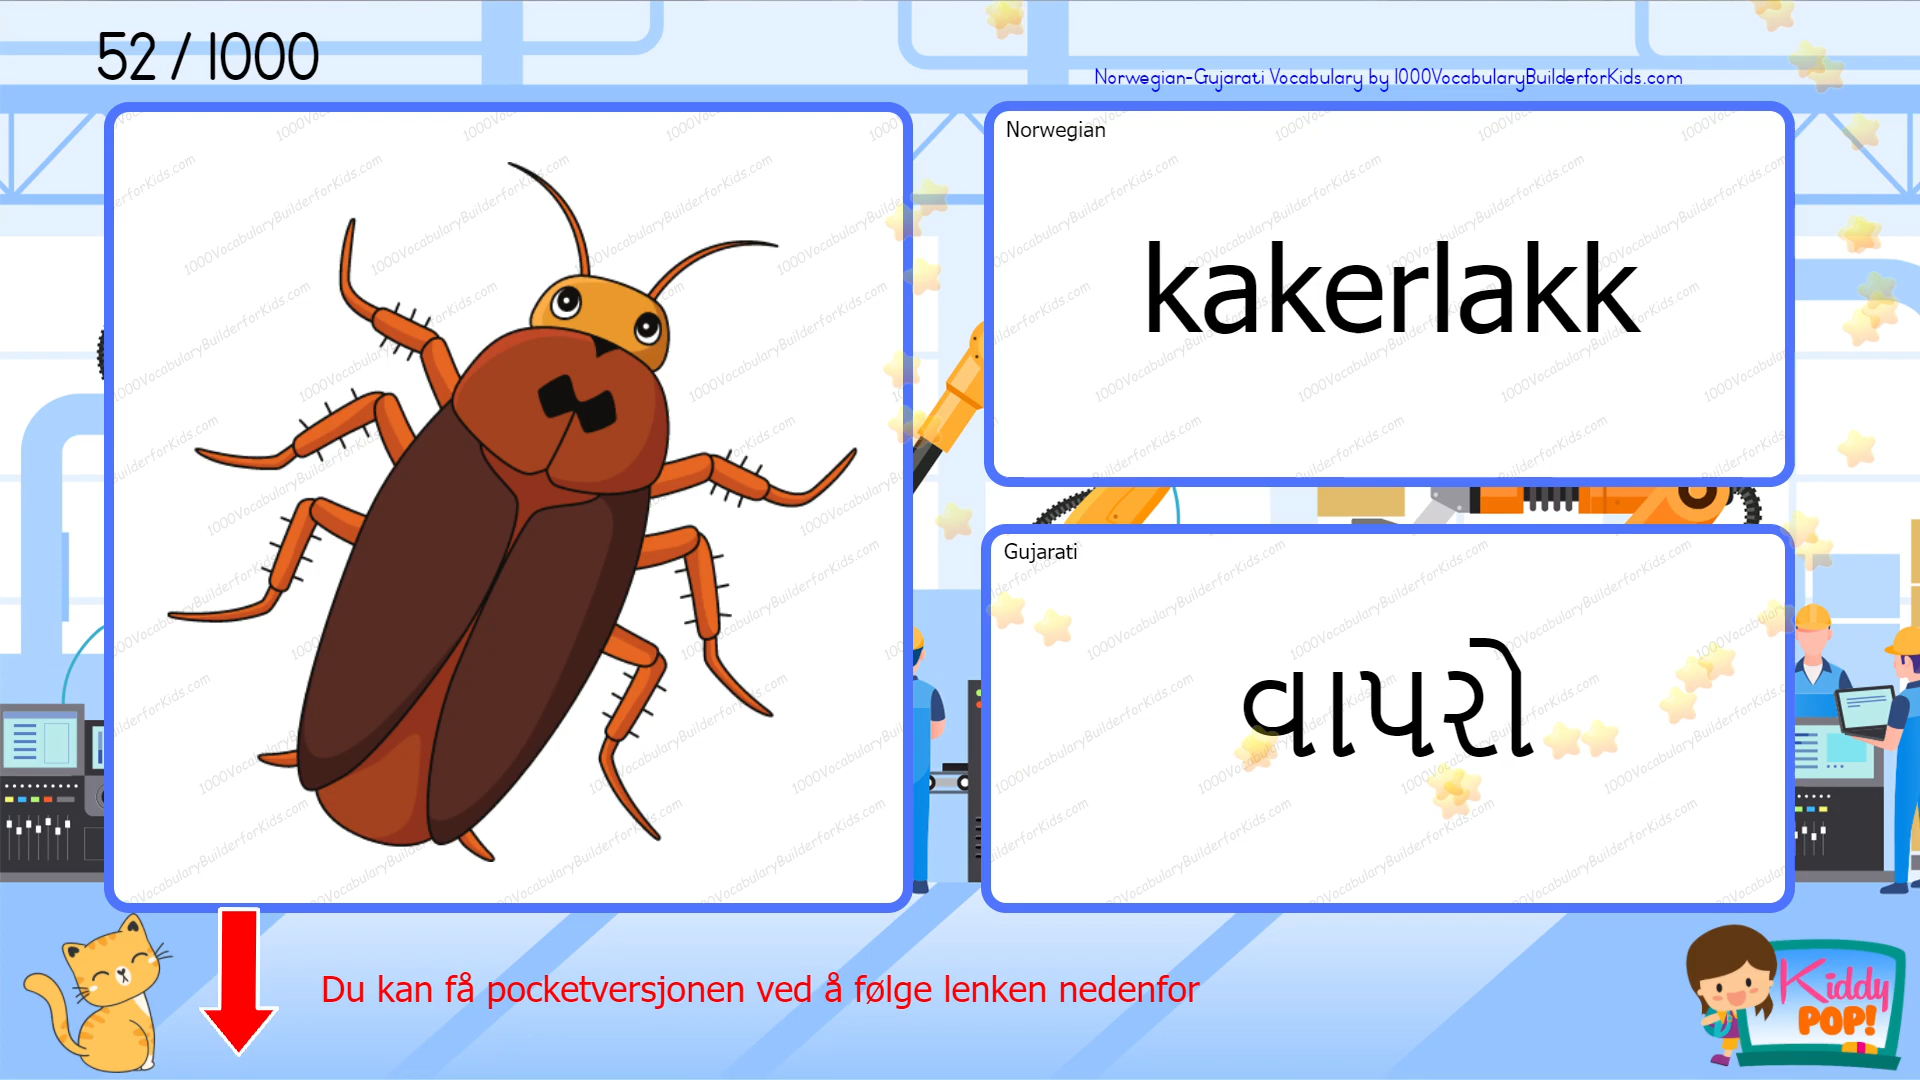 52 / 1000
Norwegian-Gujarati Vocabulary by 1000VocabularyBuilderforKids.com
Norwegian
kakerlakk
Gujarati
વાપરો
Du kan få pocketversjonen ved å følge lenken nedenfor
Kiddy
POP!